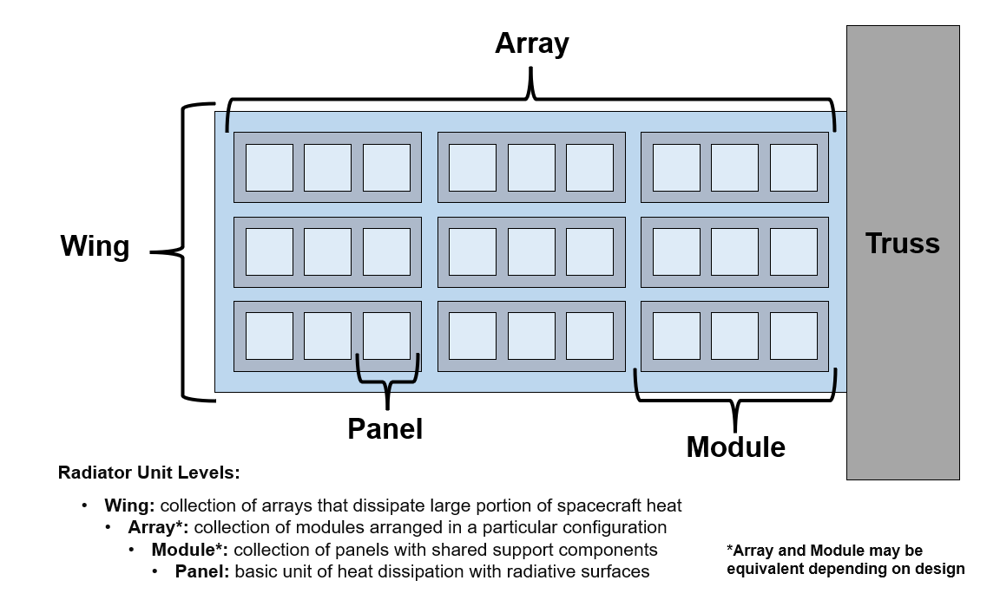 Array
Wing
Truss
Panel
Module
Radiator Unit Levels:
• Wing: collection of arrays that dissipate large portion of spacecraft heat
• Array*: collection of modules arranged in a particular configuration
• Module*: collection of panels with shared support components
• Panel: basic unit of heat dissipation with radiative surfaces
*Array and Module may be
equivalent depending on design